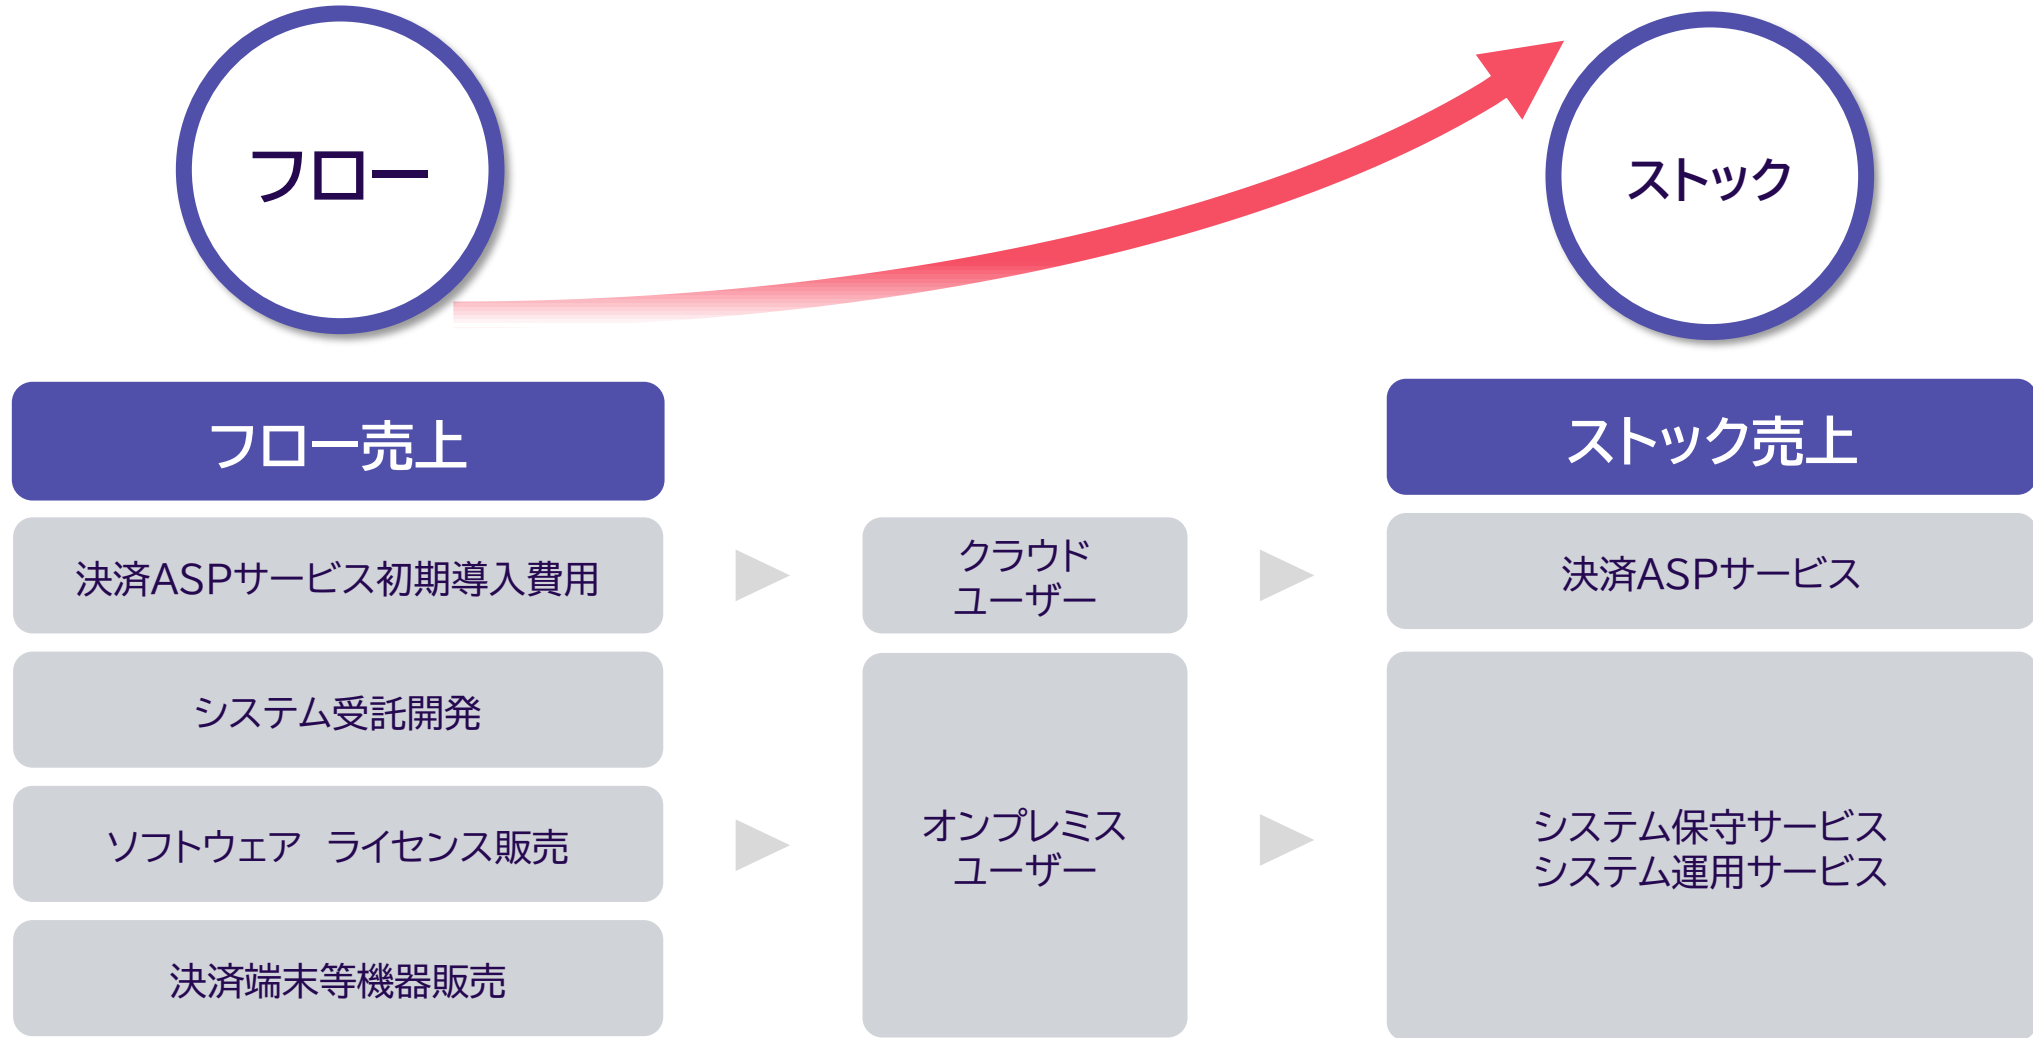 フロー
ストック
フロー売上
ストック売上
決済ASPサービス初期導入費用
クラウド
ユーザー
決済ASPサービス
システム受託開発
ソフトウェア　ライセンス販売
決済端末等機器販売
オンプレミス
ユーザー
システム保守サービス
システム運用サービス